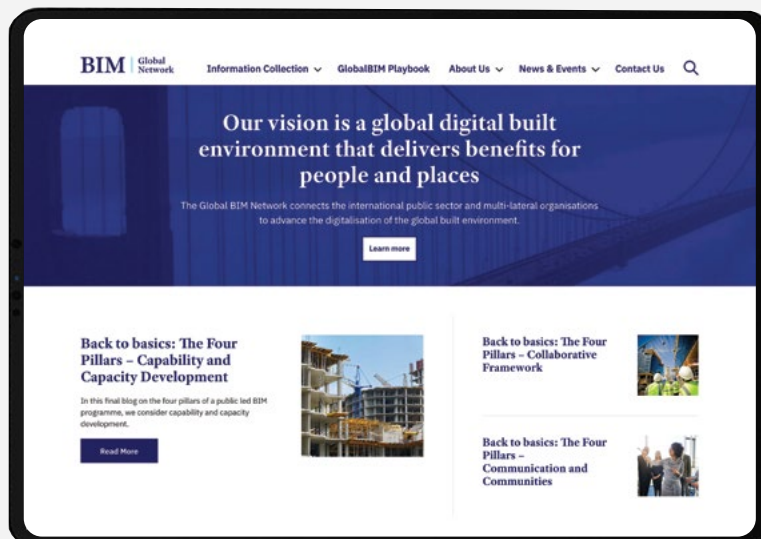 BIM Global
Network
Information Collection
GlobalBIM Playbook
About Us
News & Events
Contact Us
Our vision is a global digital built
environment that delivers benefits for
people and places
The Global BIM Network connects the international public sector and multi-lateral organisations
to advance the digitalisation of the global built environment.
Learn more
Back to basics: The Four
Pillars – Capability and
Capacity Development
In this final blog on the four pillars of a public led BIM
programme, we consider capability and capacity
development.
Read More
Back to basics: The Four
Pillars – Collaborative
Framework
Back to basics: The Four
Pillars –
Communication and
Communities